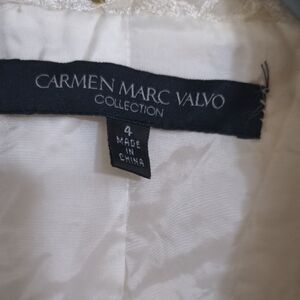 CARMEN MARC VALVO
COLLECTION
4
MADE
IN
CHINA